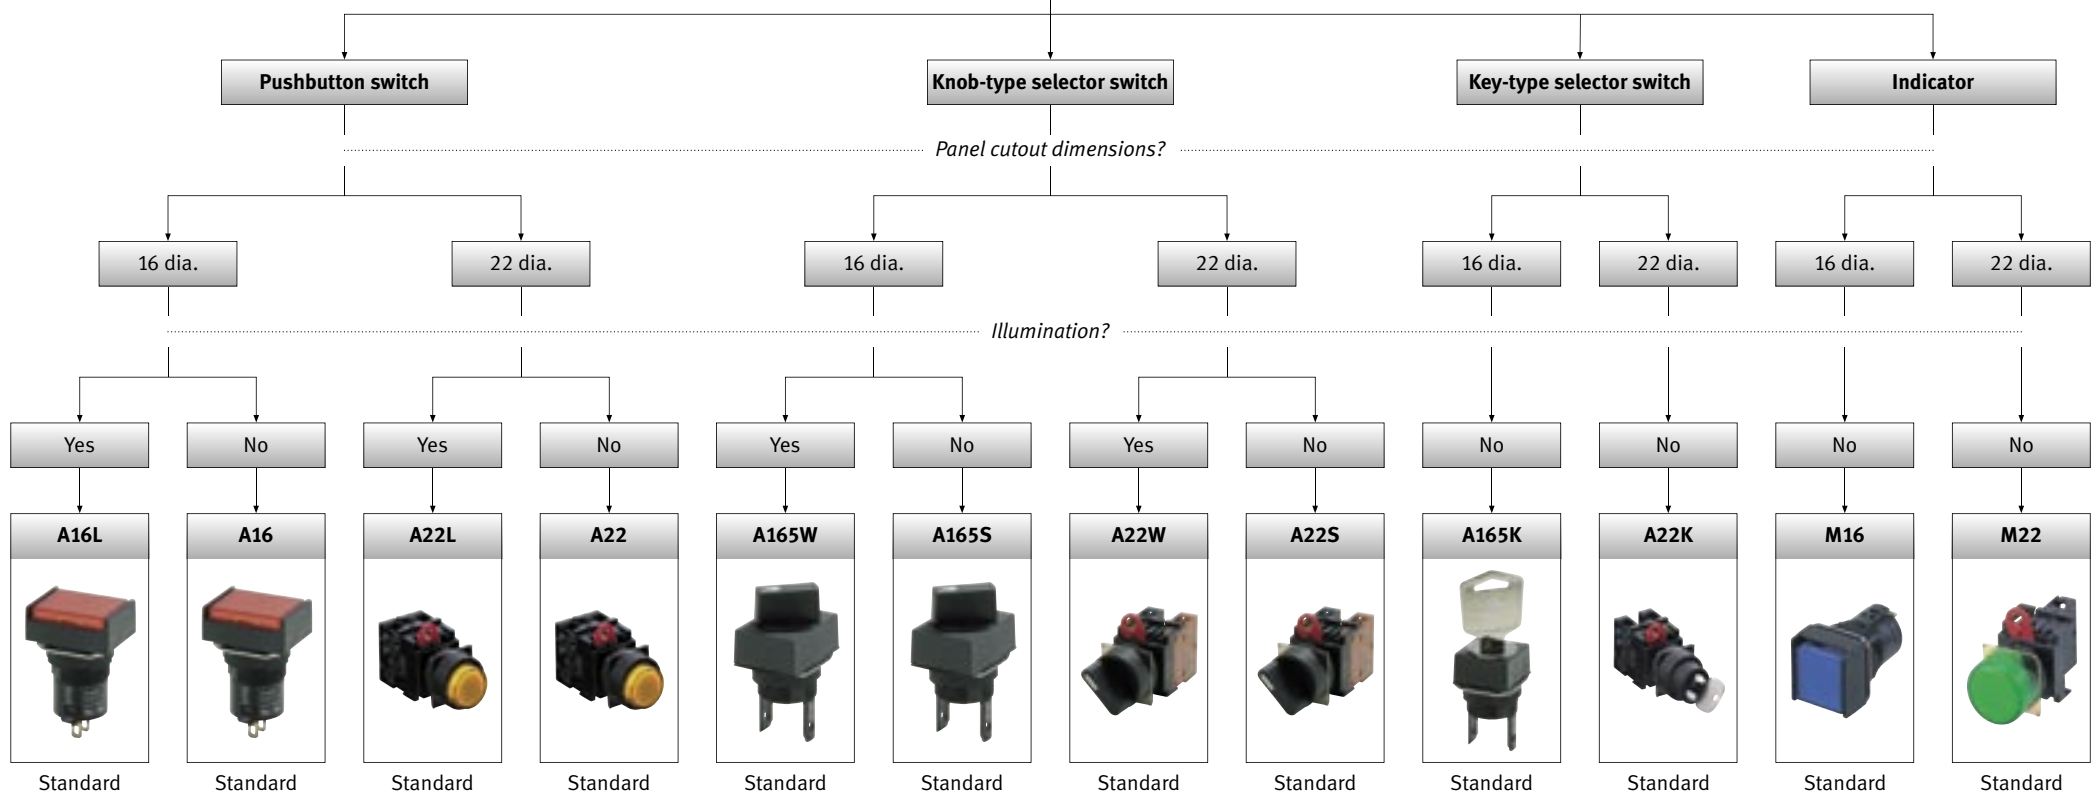 Pushbutton switch
Knob-type selector switch
Key-type selector switch
Indicator
Panel cutout dimensions?
16 dia.
22 dia.
16 dia.
22 dia.
16 dia.
22 dia.
16 dia.
22 dia.
Illumination?
Yes
No
Yes
No
Yes
No
Yes
No
No
No
No
No
A16L
A16
A22L
A22
A165W
A165S
A22W
A22S
A165K
A22K
M16
M22
Standard
Standard
Standard
Standard
Standard
Standard
Standard
Standard
Standard
Standard
Standard
Standard